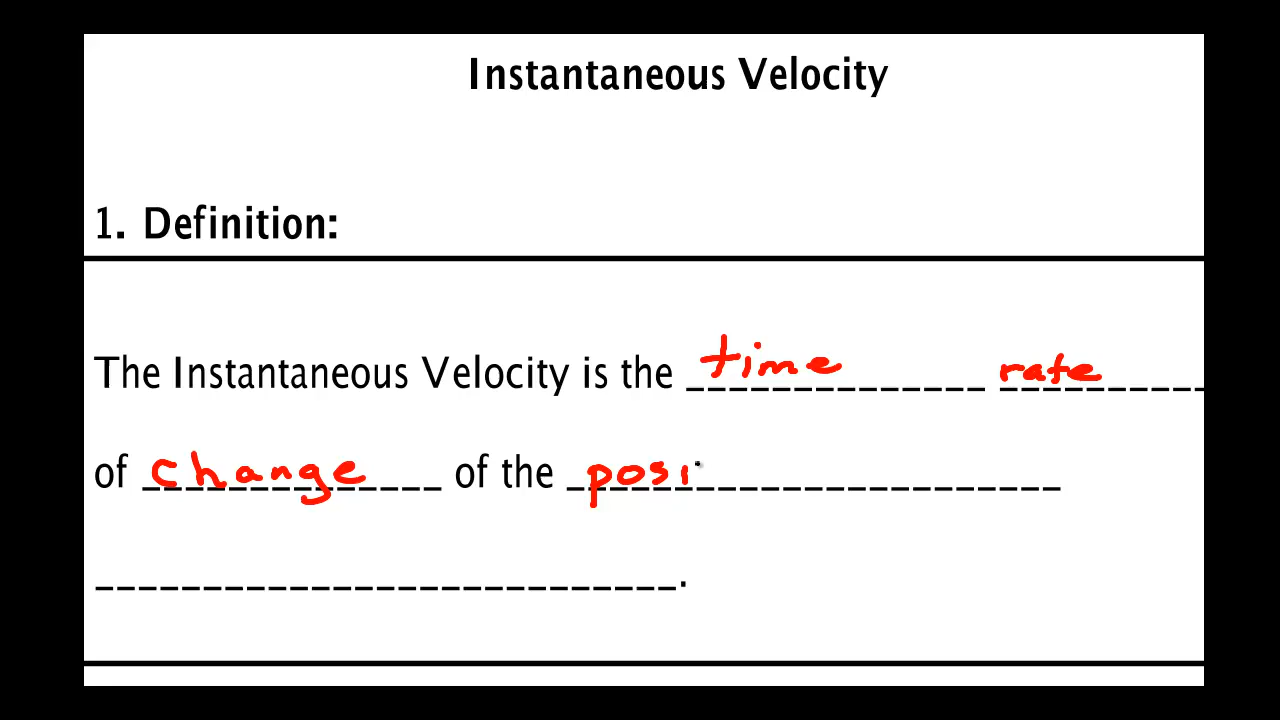 Instantaneous Velocity
1. Definition:
The Instantaneous Velocity is the time rate
of change of the posi
.